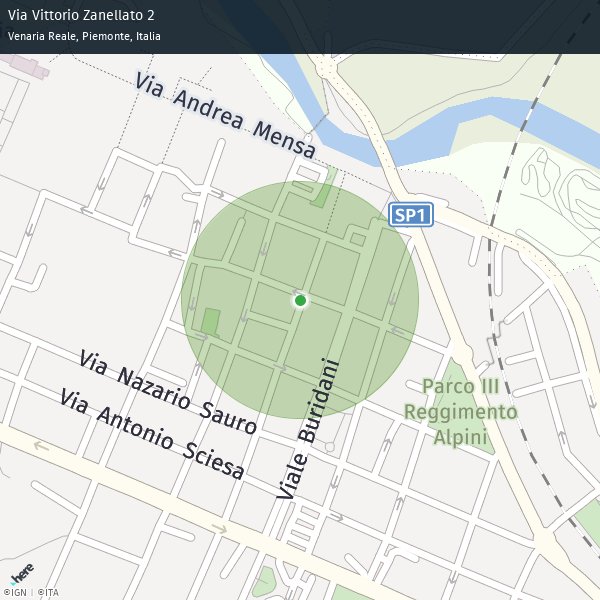 Via Vittorio Zanellato 2
Venaria Reale, Piemonte, Italia
Via Andrea Mensa
SP1
Via Nazario Sauro
Via Antonio Sciesa
Viale Buridani
Parco III
Reggimento
Alpini
here
©IGN | ©ITA